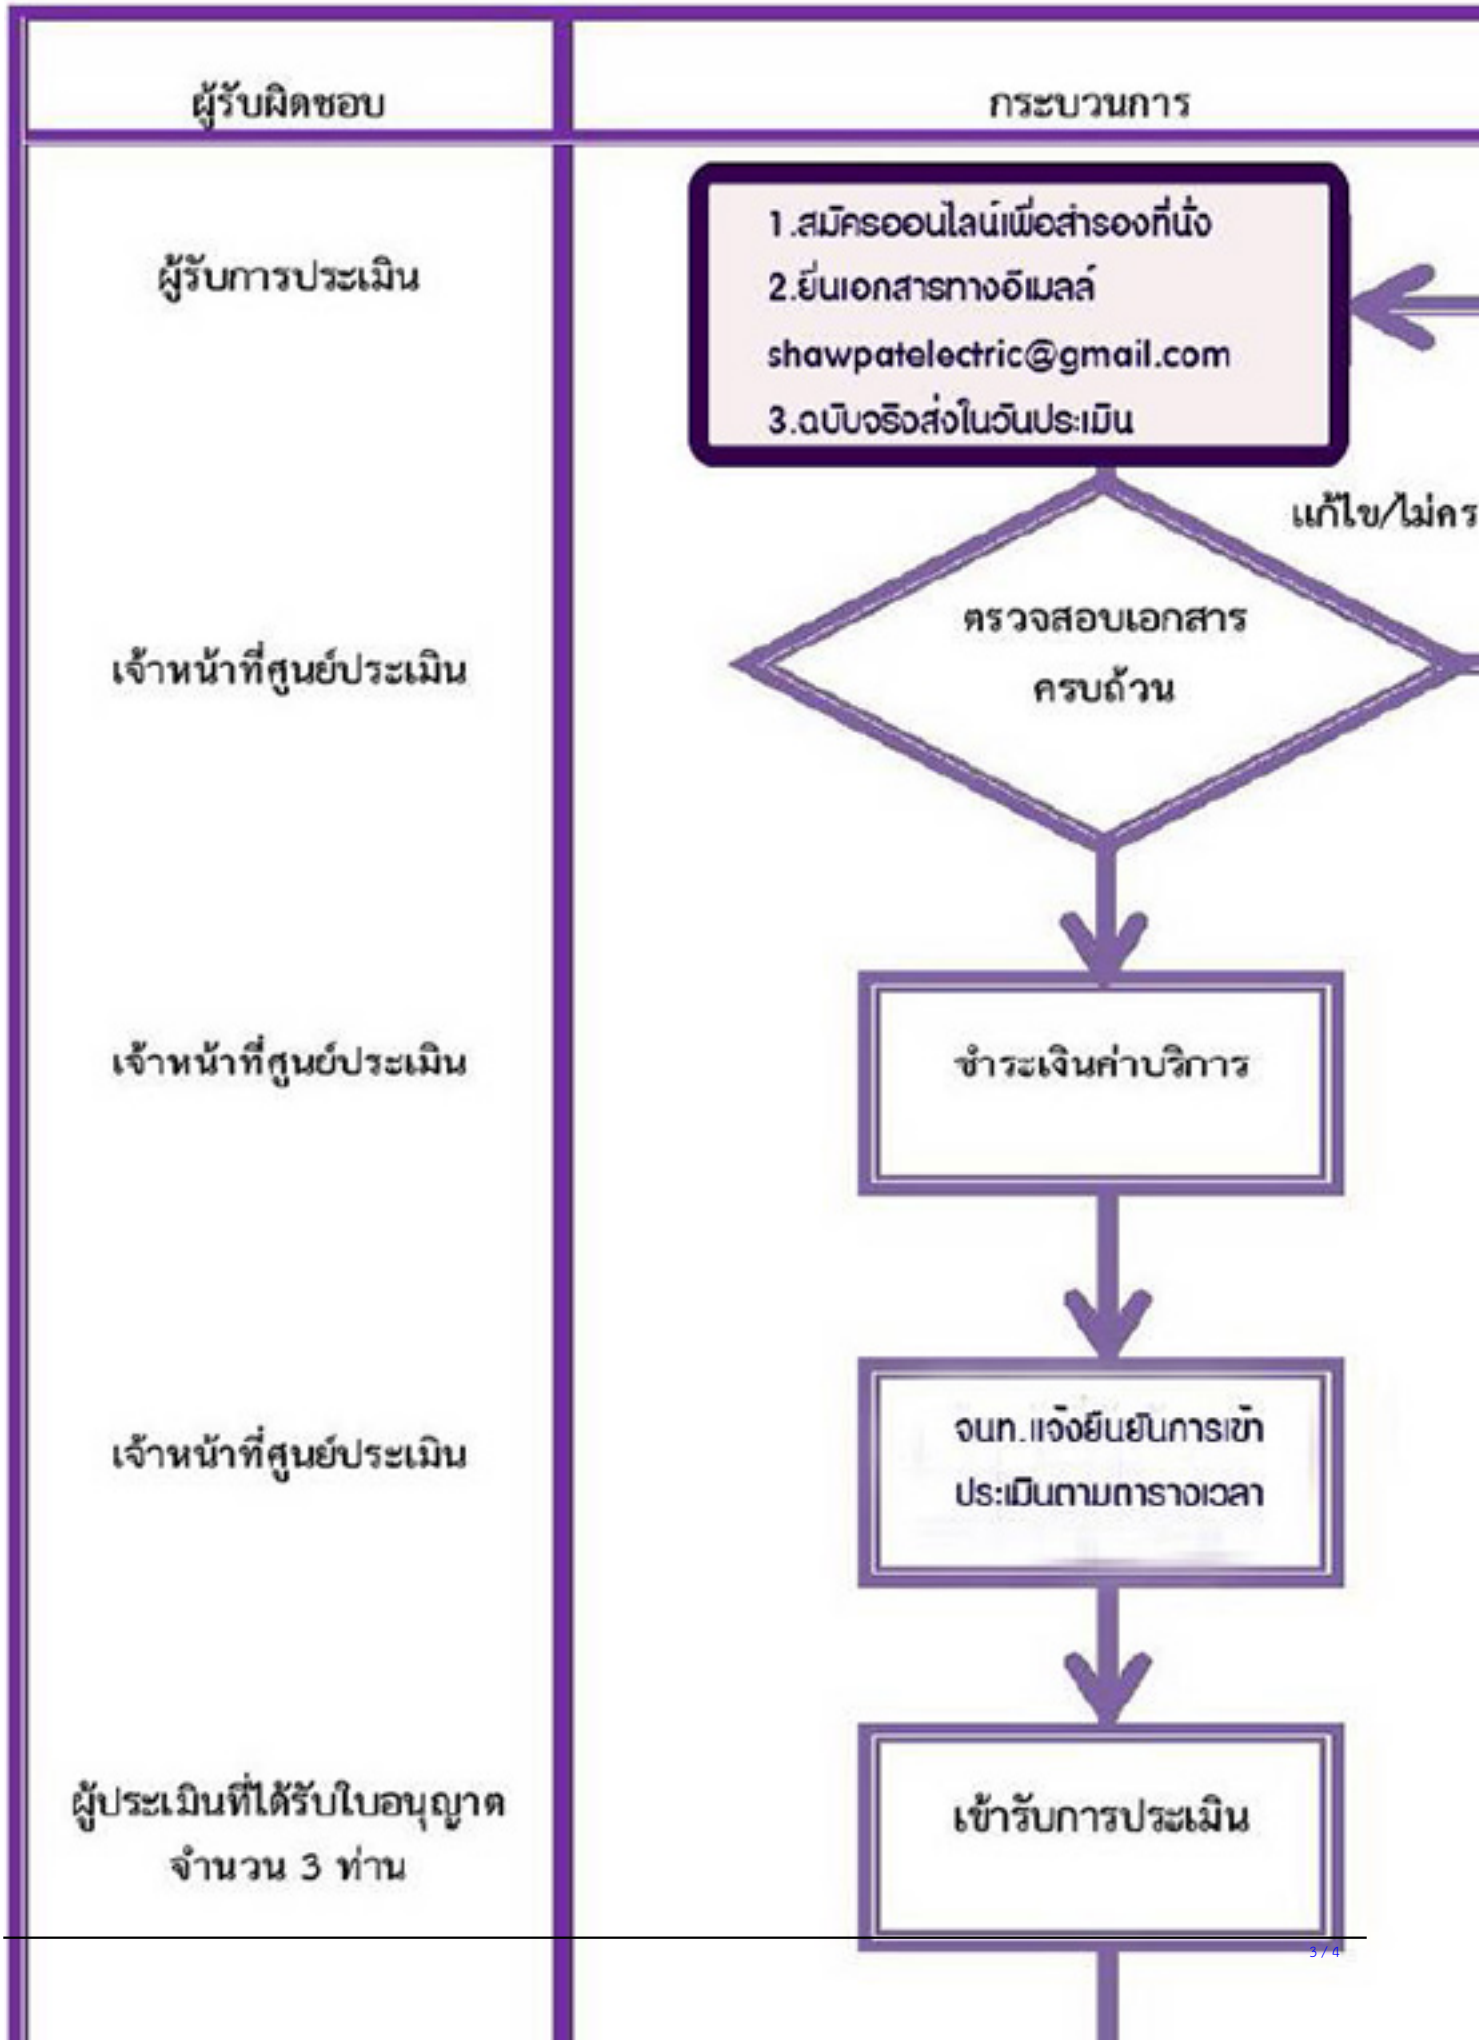 ผู้รับผิดชอบ
กระบวนการ
ผู้รับการประเมิน
1.สมัครออนไลน์เพื่อสำรองที่นั่ง
2.ยื่นเอกสารทางอีเมลล์
shawpatelectric@gmail.com
3.ฉบับจริงส่งในวันประเมิน
แก้ไข/ไม่คร
เจ้าหน้าที่ศูนย์ประเมิน
ตรวจสอบเอกสาร
ครบถ้วน
เจ้าหน้าที่ศูนย์ประเมิน
ชำระเงินค่าบริการ
เจ้าหน้าที่ศูนย์ประเมิน
จนท.แจ้งยืนยันการเข้า
ประเมินตามตารางเวลา
ผู้ประเมินที่ได้รับใบอนุญาต
จำนวน 3 ท่าน
เข้ารับการประเมิน
3 / 4